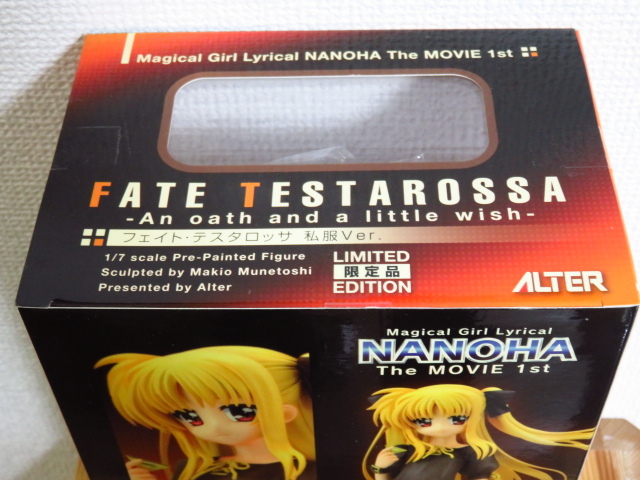 Magical Girl Lyrical NANOHA The MOVIE 1st
FATE TESTAROSSA
-An oath and a little wish-
フェイト・テスタロッサ 私服Ver.
1/7 scale Pre-Painted Figure
Sculpted by Makio Munetoshi
Presented by Alter
LIMITED
限定品
EDITION
ALTER
Magical Girl Lyrical
NANOHA
The MOVIE 1st